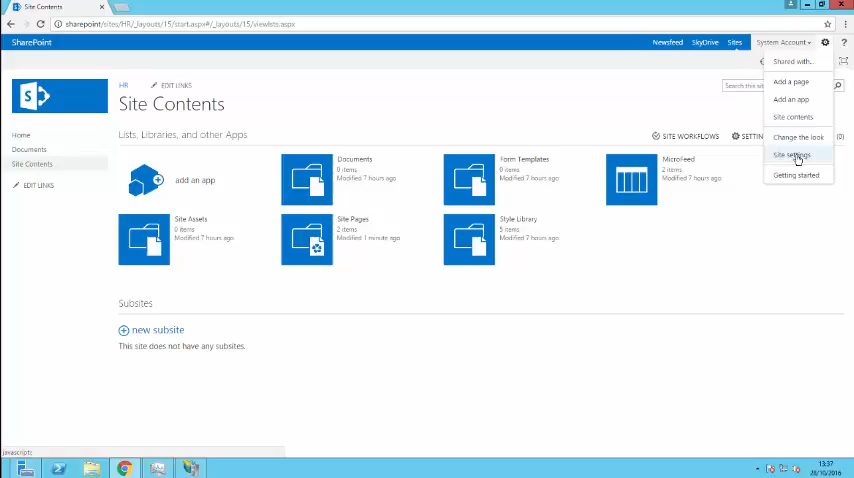 Site Contents
sharepoint/sites/HR/_layouts/15/start.aspx#/_layouts/15/viewlsts.aspx
SharePoint
Newsfeed
SkyDrive
Sites
System Account
?
Shared with...
Add a page
Add an app
Site contents
Change the look
Site settings
Getting started
HR
EDIT LINKS
Search this site
Site Contents
Home
Documents
Site Contents
EDIT LINKS
Lists, Libraries, and other Apps
SITE WORKFLOWS
(0)
add an app
Documents
0 items
Modified 7 hours ago
Form Templates
0 items
Modified 7 hours ago
MicroFeed
2 items
Modified 7 hours ago
Site Assets
0 items
Modified 7 hours ago
Site Pages
2 items
Modified 1 minute ago
Style Library
5 items
Modified 7 hours ago
Subsites
new subsite
This site does not have any subsites.
javascript:;
13:37
28/10/2016